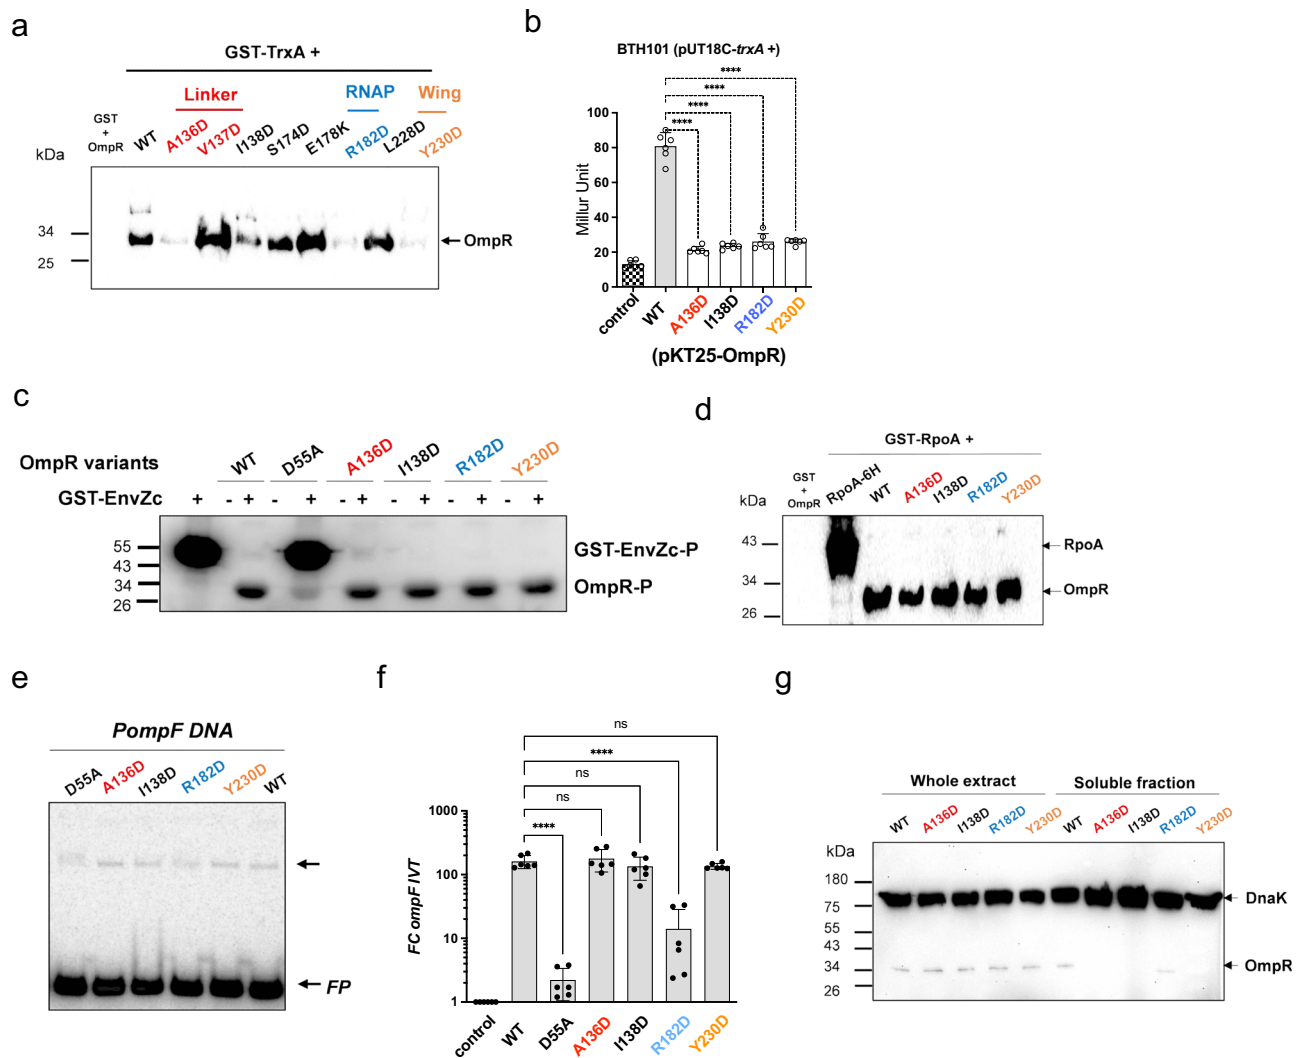 a
GST-TrxA +
Linker RNAP Wing
GST + OmpR WT A136D V137D I138D S174D E178K R182D L228D Y230D
kDa
34
25
OmpR
b
BTH101 (pUT18C-trxA +)
****
****
****
****
Millur Unit
100
80
60
40
20
0
control WT A136D I138D R182D Y230D
(pKT25-OmpR)
c
OmpR variants WT D55A A136D I138D R182D Y230D
GST-EnvZc + - + - + - + - + - + - +
55
43
34
26
GST-EnvZc-P
OmpR-P
d
GST-RpoA +
GST + OmpR RpoA-6H WT A136D I138D R182D Y230D
kDa
43
34
26
RpoA
OmpR
e
PompF DNA
D55A A136D I138D R182D Y230D WT
FP
f
ns
****
ns
ns
****
FC ompF IVT
1000
100
10
1
control WT D55A A136D I138D R182D Y230D
g
Whole extract Soluble fraction
WT A136D I138D R182D Y230D WT A136D I138D R182D Y230D
kDa
180
75
55
43
34
26
DnaK
OmpR